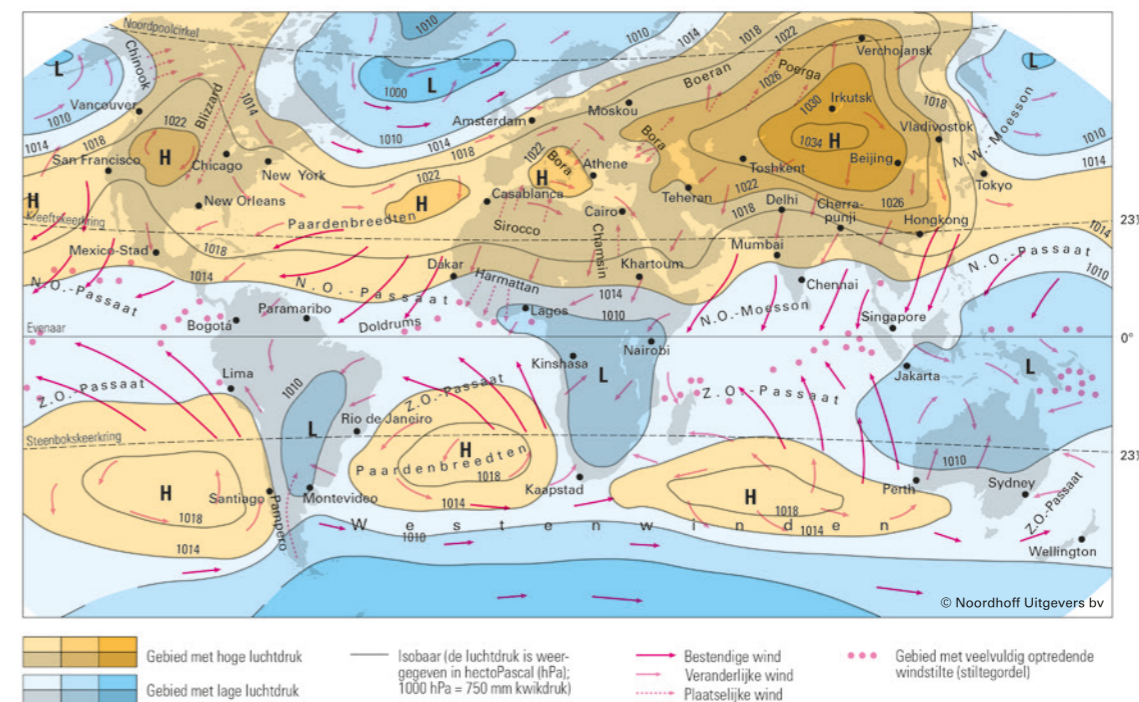 1010
Noordpoolcirkel
1010
1014
1018
1022
Verchojansk
L
Chinook
L
1000
L
Boeran
Poerga
1026
Vancouver
Blizzard
1014
Moskou
1030
Irkutsk
1018
1010
1010
Amsterdam
Vladivostok
N.W.-Moesson
1010
1014
1018
1022
1014
1018
Bora
1034
H
1014
San Francisco
H
Chicago
New York
1022
H
Bora
Athene
Toshkent
Beijing
Tokyo
H
New Orleans
1022
H
Casablanca
Teheran
1022
1026
Kreeftskeerkring
Paardenbreedten
Cairo
Delhi
Cherra-
punji
Hongkong
23½
1018
Sirocco
1018
1014
Mexico-Stad
1018
Chamsin
Mumbai
N.O.-Passaat
1014
Dakar
Harmattan
Khartoum
1010
N.O.-Passaat
N.O.-Passaat
1014
Chennai
Paramaribo
Lagos
1010
N.O.-Moesson
Bogotá
Doldrums
Singapore
Evenaar
0°
Kinshasa
Nairobi
Lima
L
Jakarta
L
Z.O.-Passaat
1010
Z.O.-Passaat
Z.O.-Passaat
Rio de Janeiro
Steenbokskeerkring
L
H
23½
Paardenbreedten
1010
H
1018
Kaapstad
H
Perth
Sydney
Santiago
Montevideo
1014
1018
Z.O.-Passaat
1018
Pampero
Westenwinden
1014
1014
1010
Wellington
© Noordhoff Uitgevers bv
Gebied met hoge luchtdruk
Gebied met lage luchtdruk
Isobaar (de luchtdruk is weer-
gegeven in hectoPascal (hPa);
1000 hPa = 750 mm kwikdruk)
Bestendige wind
Veranderlijke wind
Plaatselijke wind
Gebied met veelvuldig optredende
windstilte (stiltegordel)